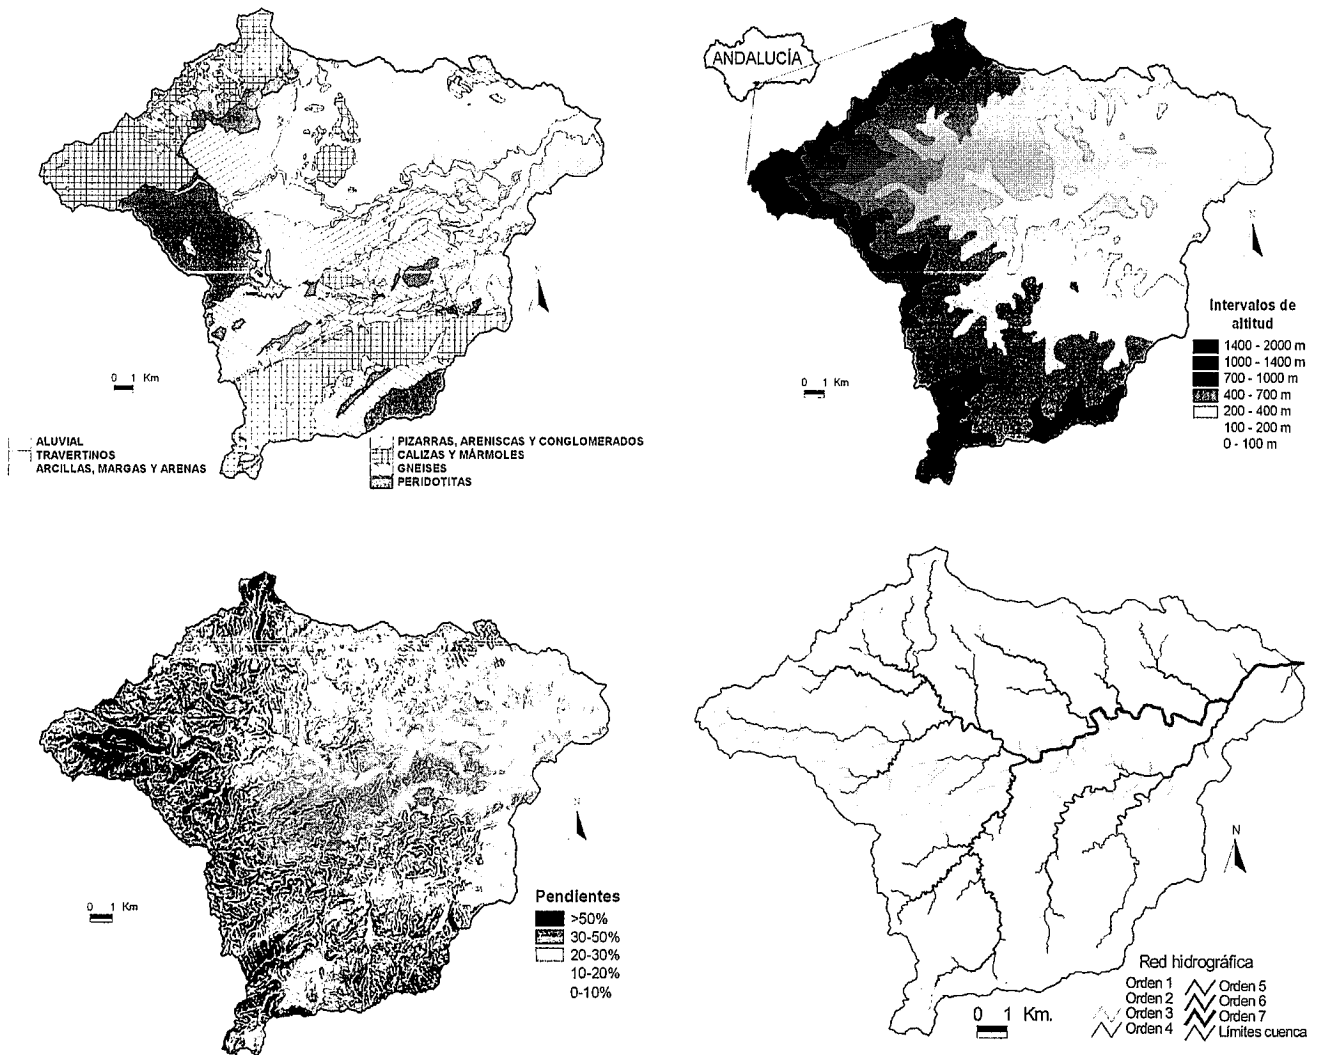 0 1 Km
ALUVIAL
TRAVERTINOS
ARCILLAS, MARGAS Y ARENAS
PIZARRAS, ARENISCAS Y CONGLOMERADOS
CALIZAS Y MÁRMOLES
GNEISES
PERIDOTITAS
ANDALUCÍA
N
0 1 Km
Intervalos de
altitud
1400 - 2000 m
1000 - 1400 m
700 - 1000 m
400 - 700 m
200 - 400 m
100 - 200 m
0 - 100 m
N
0 1 Km
Pendientes
>50%
30-50%
20-30%
10-20%
0-10%
N
0 1 Km.
Red hidrográfica
Orden 1
Orden 2
Orden 3
Orden 4
Orden 5
Orden 6
Orden 7
Límites cuenca